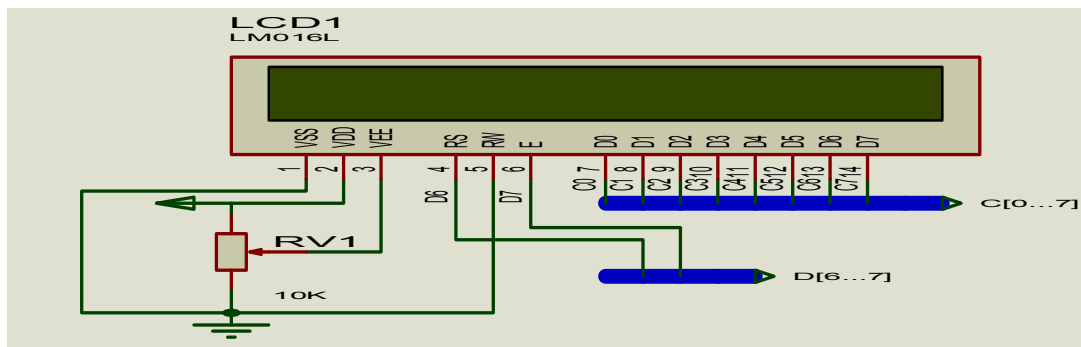 LCD1
LM016L
VSS VDD VEE RS RW E D0 D1 D2 D3 D4 D5 D6 D7
1 2 3 4 5 6 7 8 9 10 11 12 13 14
D6 D7 C0 C1 C2 C3 C4 C5 C6 C7
C[0...7]
RV1
D[6...7]
10K